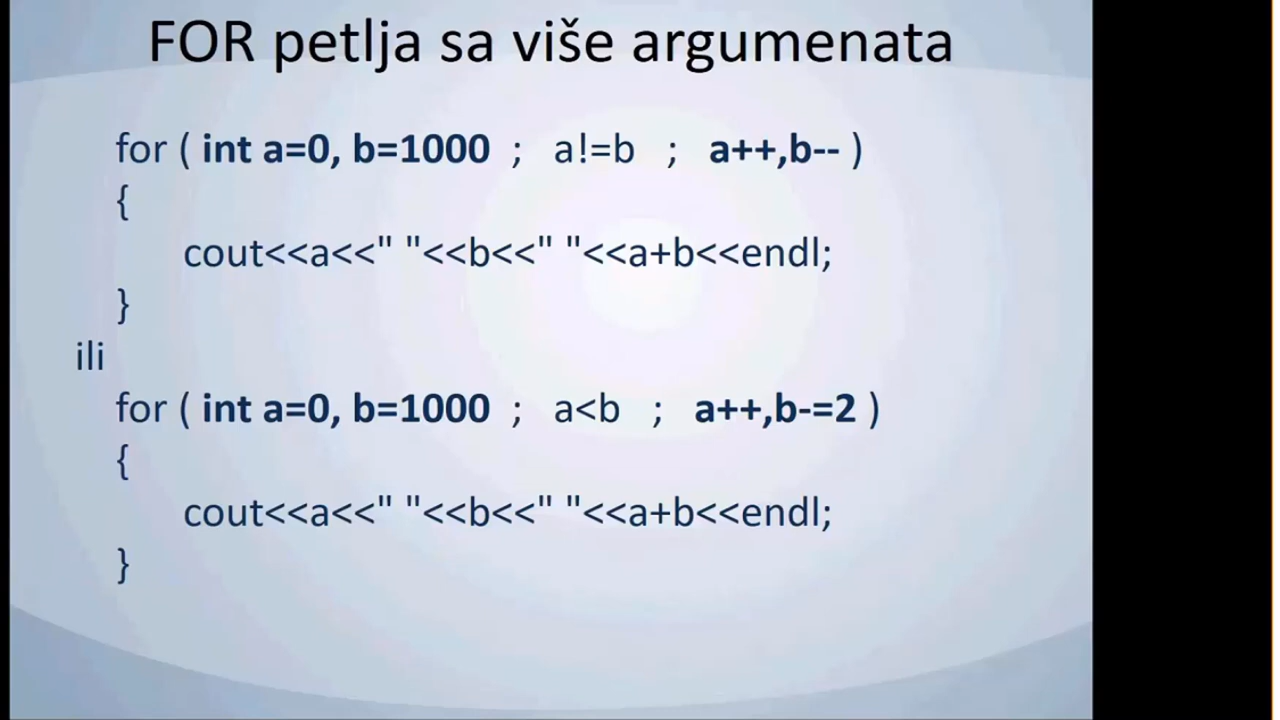 FOR petlja sa više argumenata
for ( int a=0, b=1000 ; a!=b ; a++,b-- )
{
cout<<a<<" "<<b<<" "<<a+b<<endl;
}
ili
for ( int a=0, b=1000 ; a<b ; a++,b-=2 )
{
cout<<a<<" "<<b<<" "<<a+b<<endl;
}